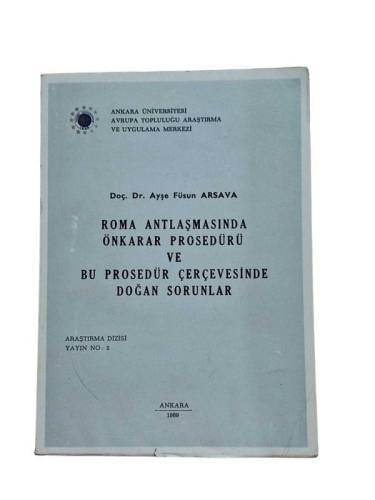 ANKARA ÜNİVERSİTESİ
AVRUPA TOPLULUĞU ARAŞTIRMA
VE UYGULAMA MERKEZİ
Doç. Dr. Ayşe Füsun ARSAVA
ROMA ANTLAŞMASINDA
ÖNKARAR PROSEDÜRÜ
VE
BU PROSEDÜR ÇERÇEVESİNDE
DOĞAN SORUNLAR
ARAŞTIRMA DİZİSİ
YAYIN NO: 2
ANKARA
1989